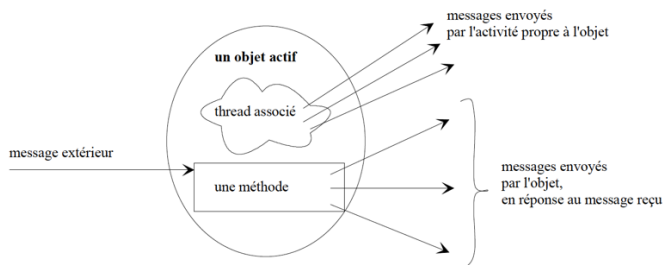 messages envoyés
par l'activité propre à l'objet
un objet actif
thread associé
message extérieur
une méthode
messages envoyés
par l'objet,
en réponse au message reçu